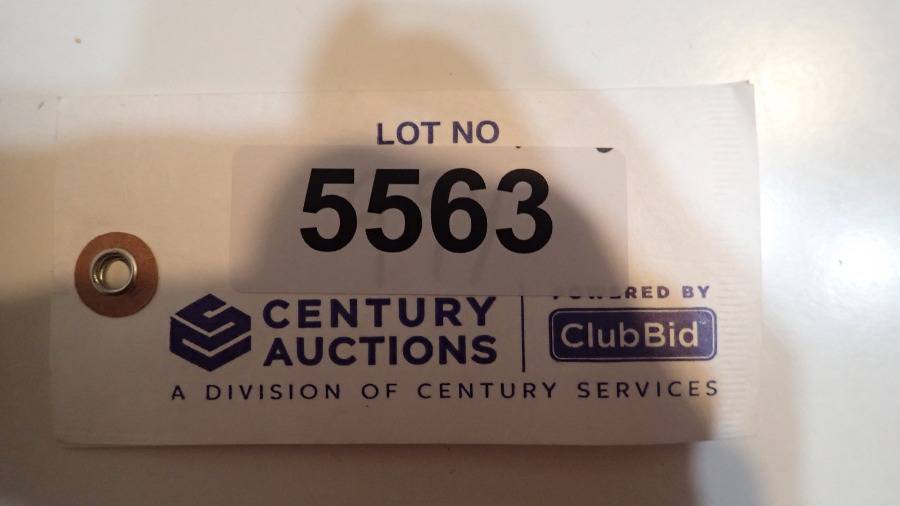 LOT NO
5563
CENTURY
AUCTIONS
POWERED BY
ClubBid
A DIVISION OF CENTURY SERVICES